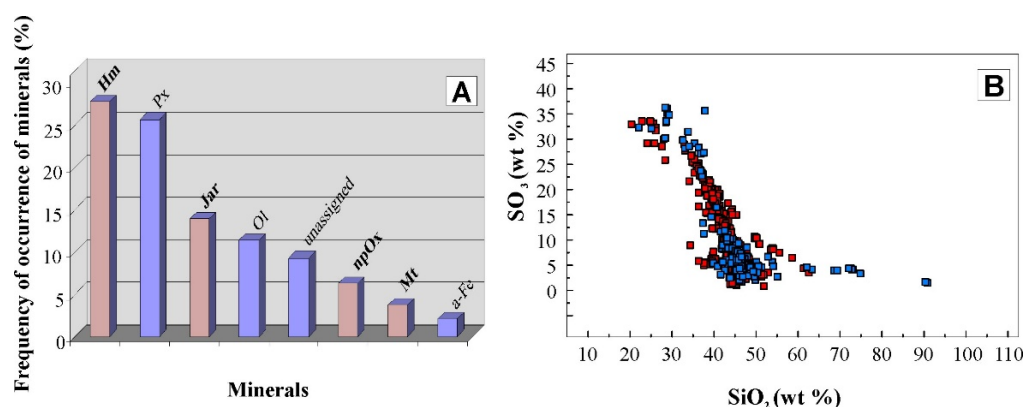 Frequency of occurrence of minerals (%)
30
25
20
15
10
5
0
Hm
Px
Jar
Ol
unassigned
npOx
Mt
a-Fe
A
Minerals
B
SO3 (wt %)
45
40
35
30
25
20
15
10
5
0
10 20 30 40 50 60 70 80 90 100 110
SiO2 (wt %)